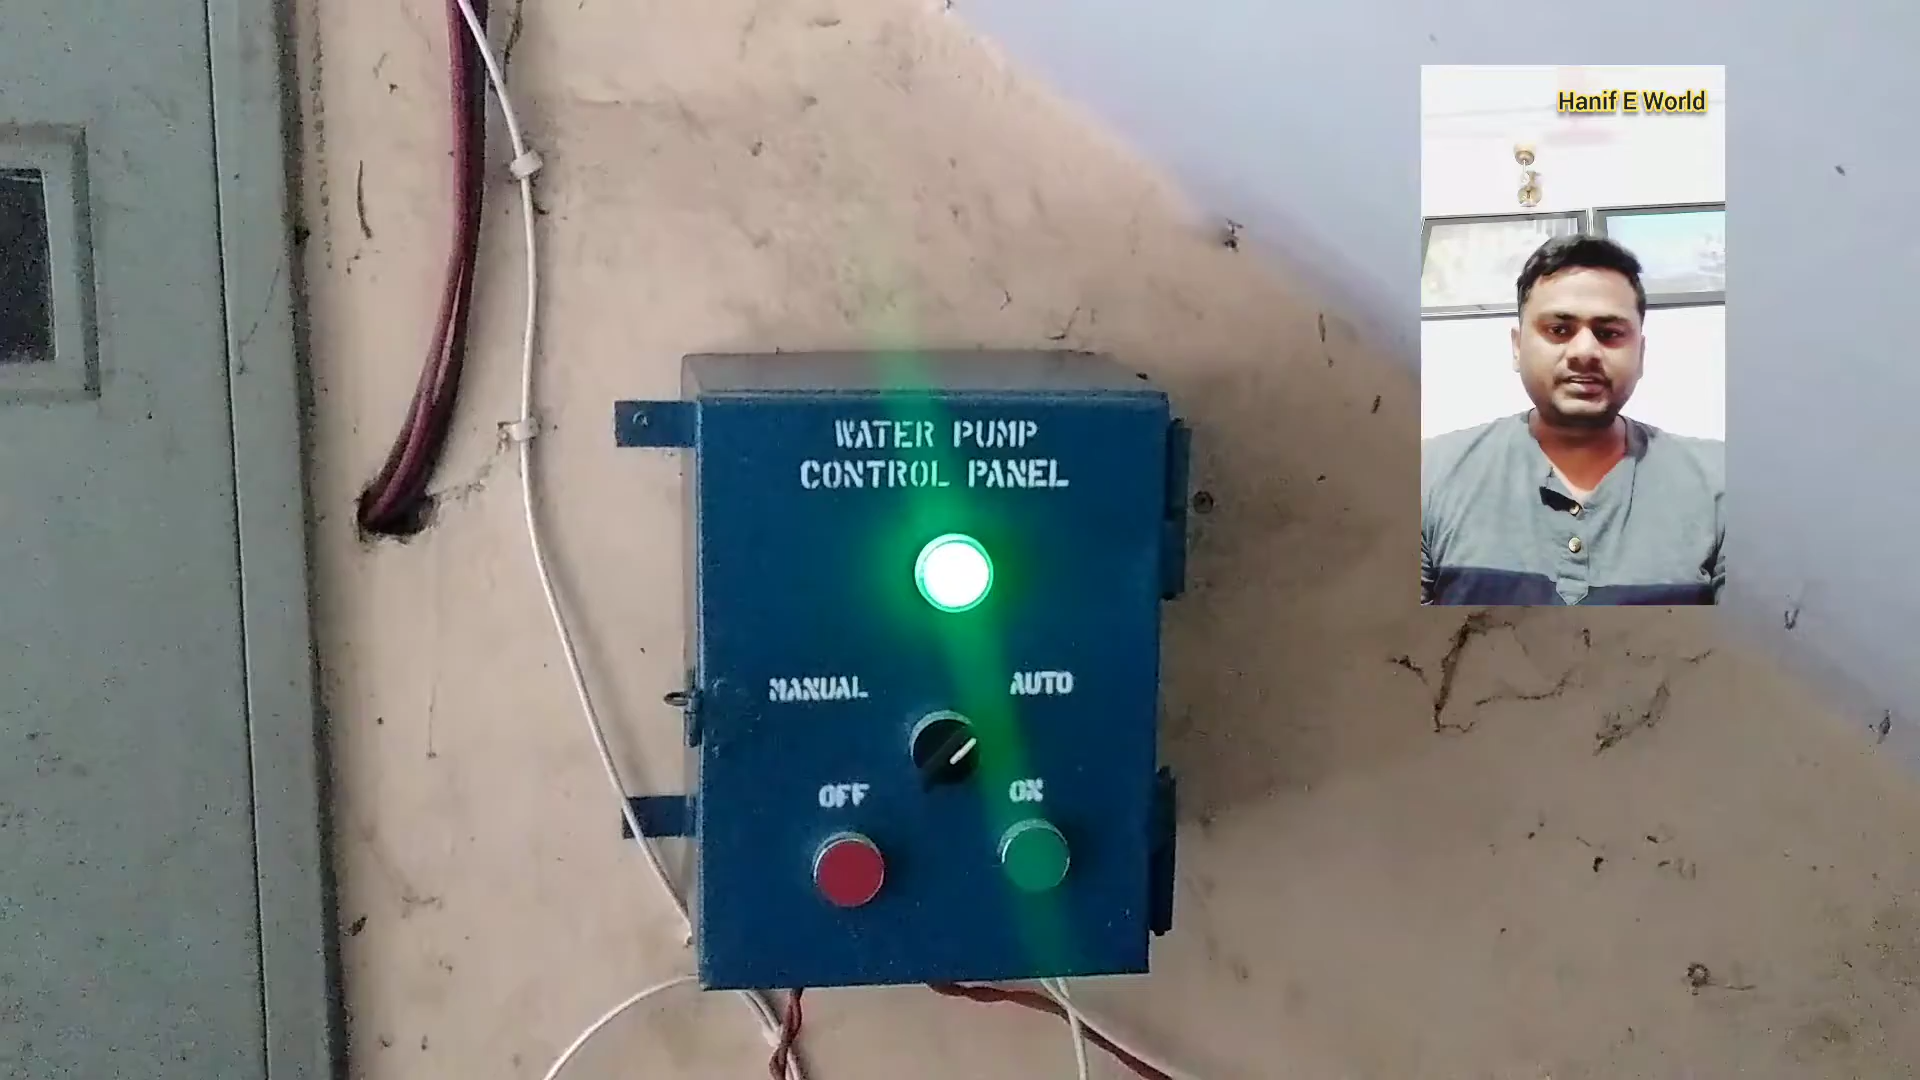 Hanif E World
WATER PUMP
CONTROL PANEL
MANUAL
AUTO
OFF
ON